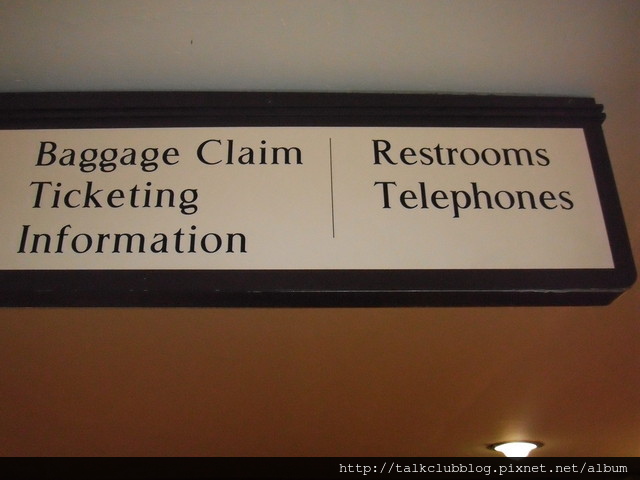 Baggage Claim
Ticketing
Information
Restrooms
Telephones
http://talkclubblog.pixnet.net/album